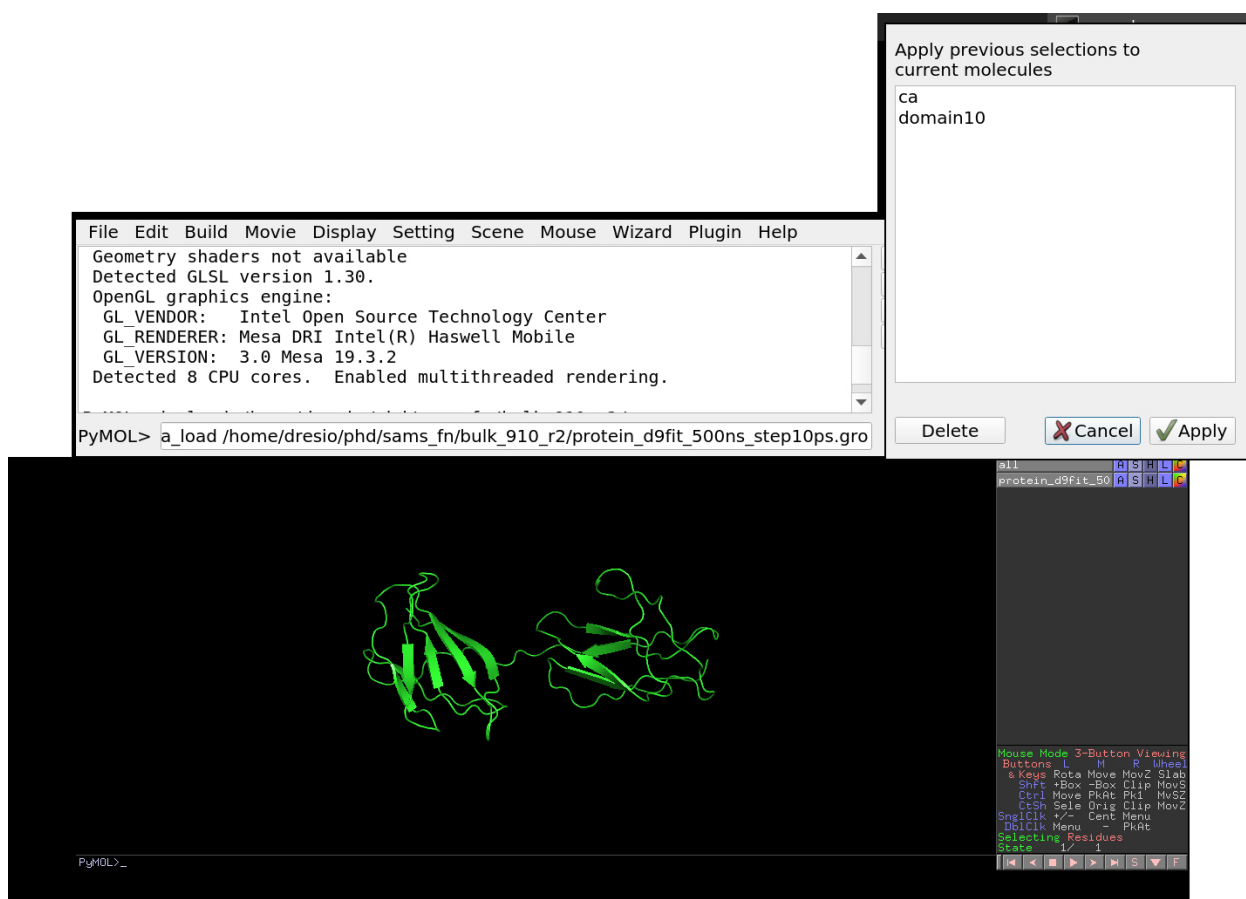 Apply previous selections to
current molecules
ca
domain10
Delete
Cancel
Apply
File Edit Build Movie Display Setting Scene Mouse Wizard Plugin Help
Geometry shaders not available
Detected GLSL version 1.30.
OpenGL graphics engine:
GL_VENDOR: Intel Open Source Technology Center
GL_RENDERER: Mesa DRI Intel(R) Haswell Mobile
GL_VERSION: 3.0 Mesa 19.3.2
Detected 8 CPU cores. Enabled multithreaded rendering.
PyMOL> a_load /home/dresio/phd/sams_fn/bulk_910_r2/protein_d9fit_500ns_step10ps.gro
all A S H L C
protein_d9fit_50 A S H L C
Mouse Mode 3-Button Viewing
Buttons L M R Wheel
& Keys Rota Move MovZ Slab
Shft +Box -Box Clip MovS
Ctrl Move PkAt Pk1 MvSZ
CtSh Sele Orig Clip MovZ
SnglClk +/- Cent Menu
DblClk Menu - PkAt
Selecting Residues
State 1/ 1
S F
PyMOL>_